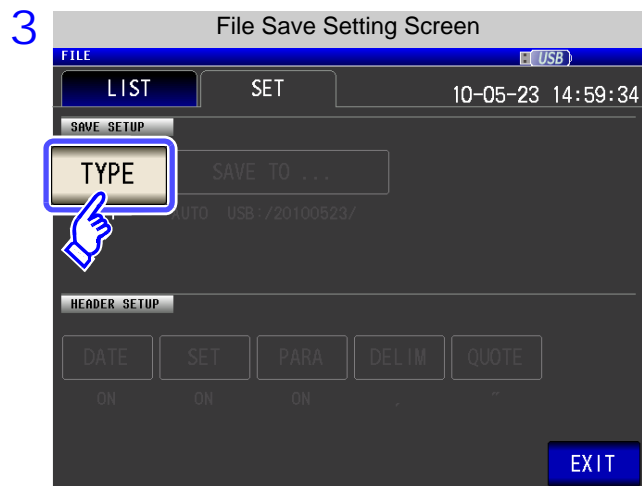 3 File Save Setting Screen
FILE USB
LIST SET 10-05-23 14:59:34
SAVE SETUP
TYPE SAVE TO ...
AUTO USB:/20100523/
HEADER SETUP
DATE SET PARA DELIM QUOTE
ON ON ON , "
EXIT